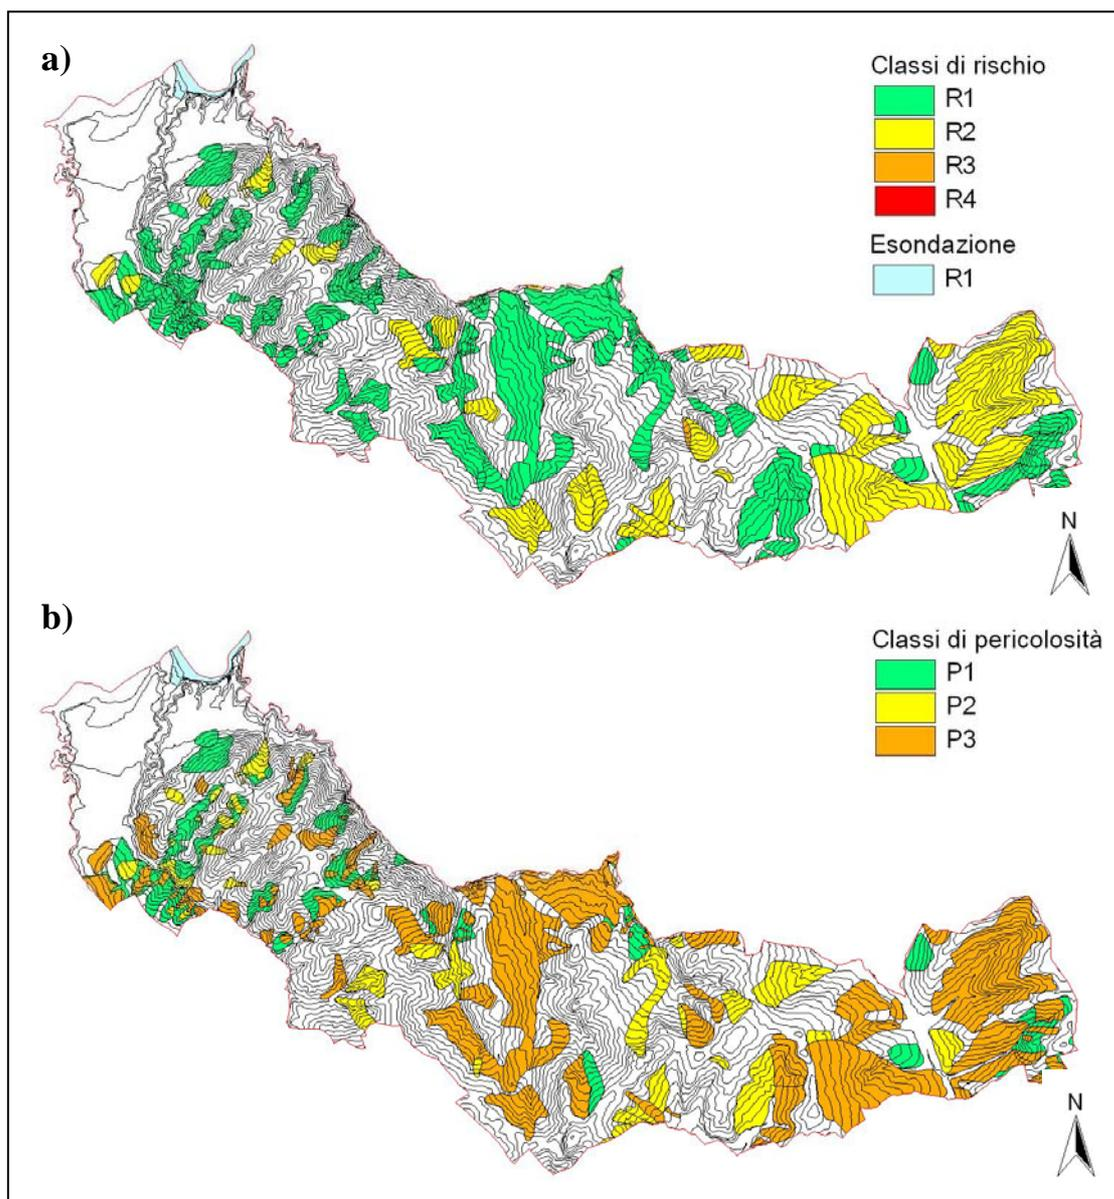 a)
Classi di rischio
R1
R2
R3
R4
Esondazione
R1
N
b)
Classi di pericolosità
P1
P2
P3
N